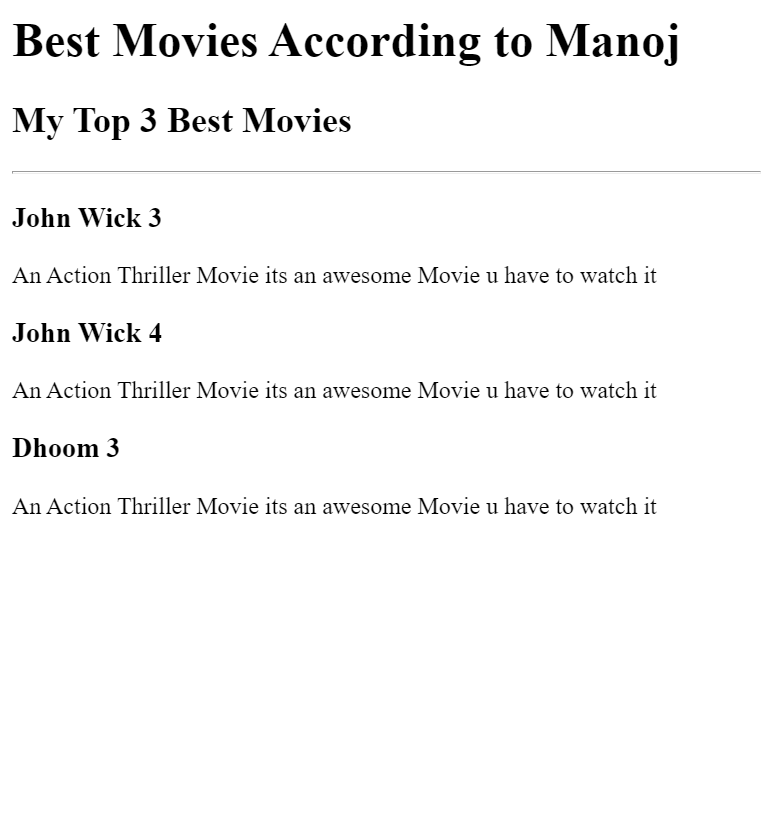 Best Movies According to Manoj
My Top 3 Best Movies
John Wick 3
An Action Thriller Movie its an awesome Movie u have to watch it
John Wick 4
An Action Thriller Movie its an awesome Movie u have to watch it
Dhoom 3
An Action Thriller Movie its an awesome Movie u have to watch it